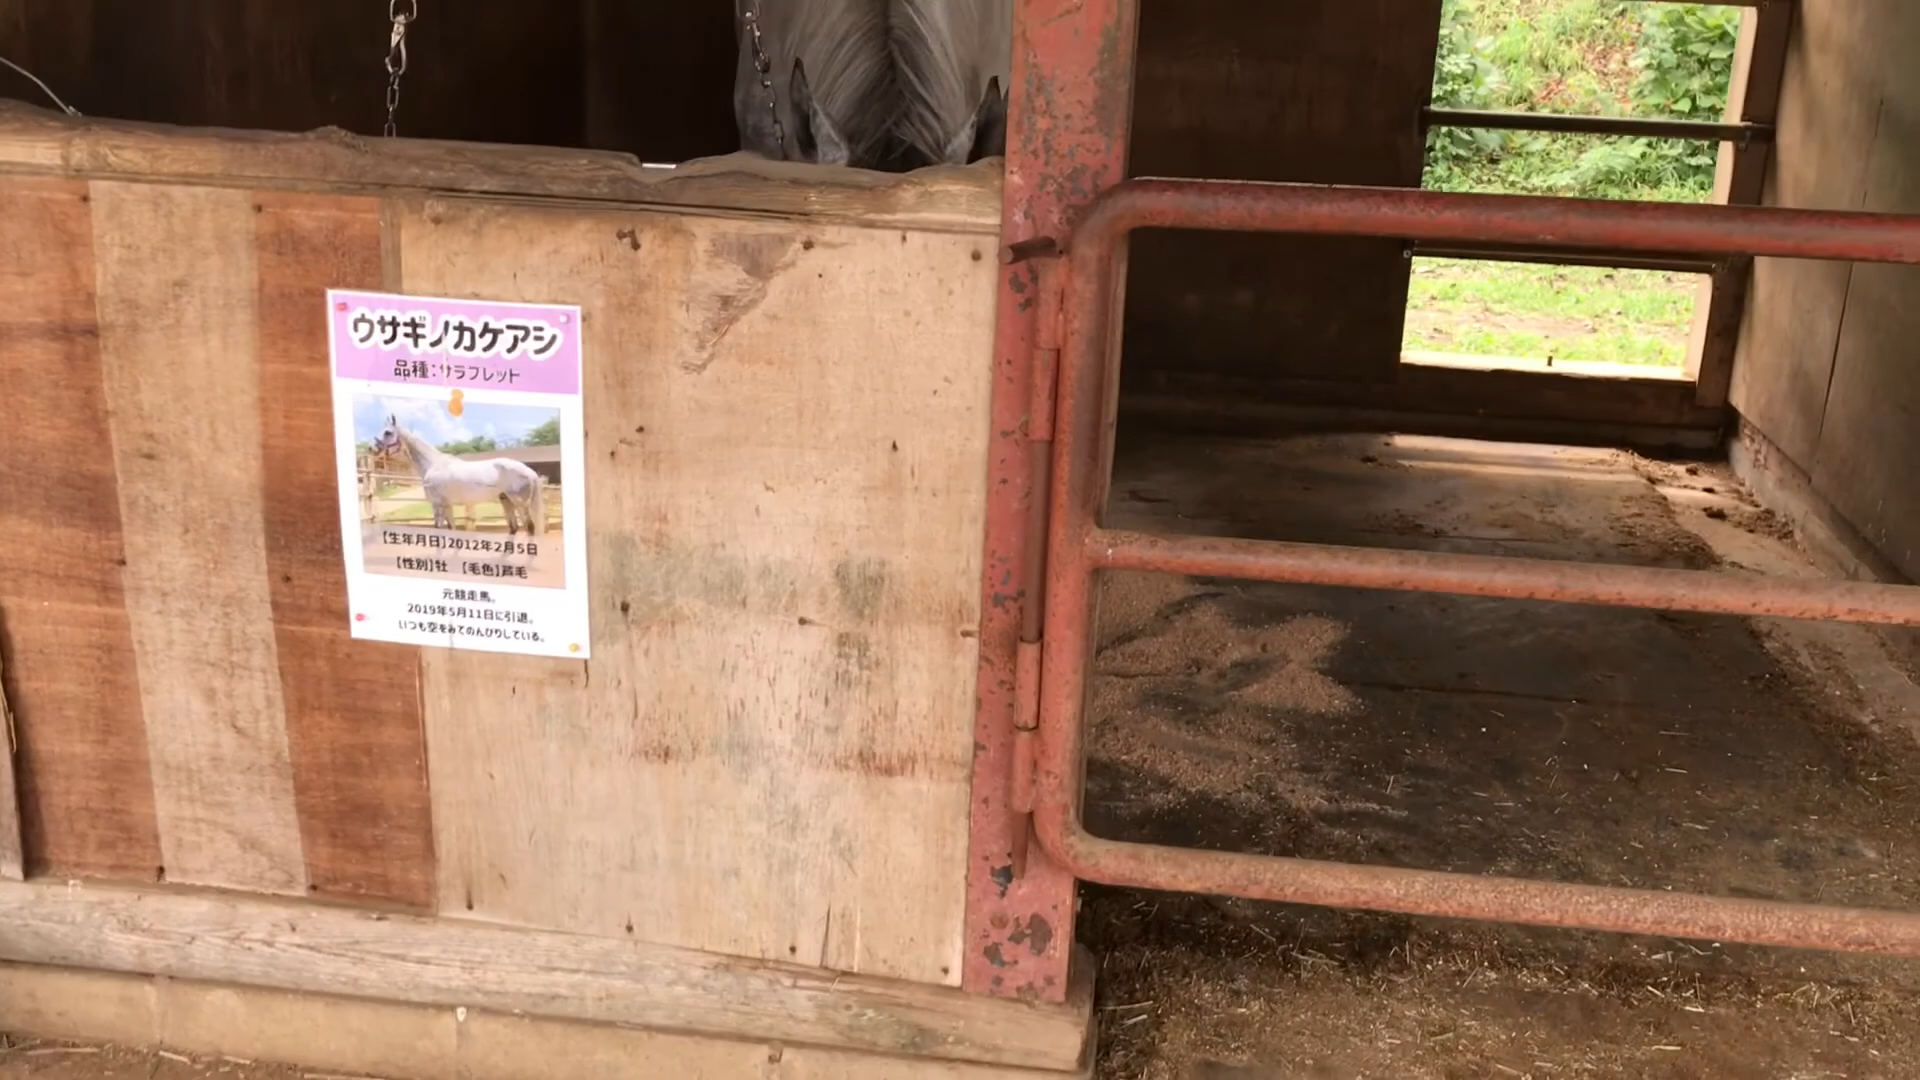 ウサギノカケアシ
品種:サラブレッド
【生年月日】2012年2月5日
【性別】牡 【毛色】芦毛
元競走馬。
2019年5月11日に引退。
いつも空をみてのんびりしている。